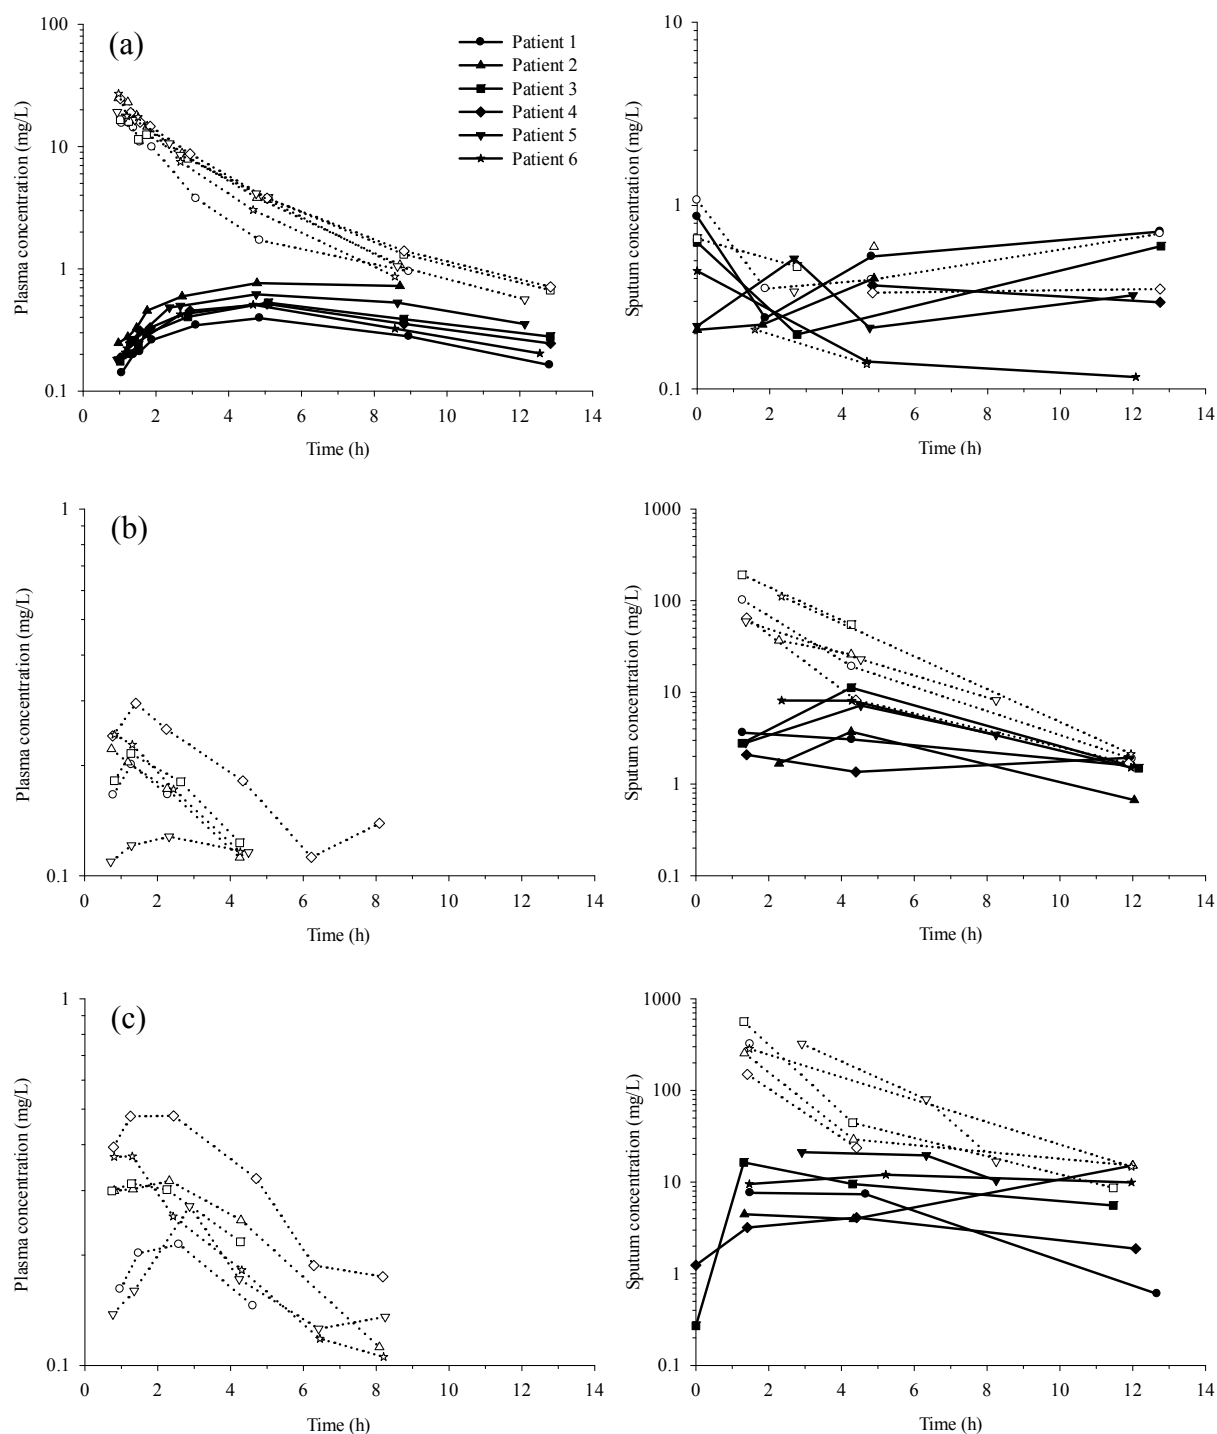 (a)
Plasma concentration (mg/L)
100
10
1
0.1
0 2 4 6 8 10 12 14
Time (h)
Patient 1
Patient 2
Patient 3
Patient 4
Patient 5
Patient 6
Sputum concentration (mg/L)
10
1
0.1
0 2 4 6 8 10 12 14
Time (h)
(b)
Plasma concentration (mg/L)
1
0.1
0 2 4 6 8 10 12 14
Time (h)
Sputum concentration (mg/L)
1000
100
10
1
0.1
0 2 4 6 8 10 12 14
Time (h)
(c)
Plasma concentration (mg/L)
1
0.1
0 2 4 6 8 10 12 14
Time (h)
Sputum concentration (mg/L)
1000
100
10
1
0.1
0 2 4 6 8 10 12 14
Time (h)